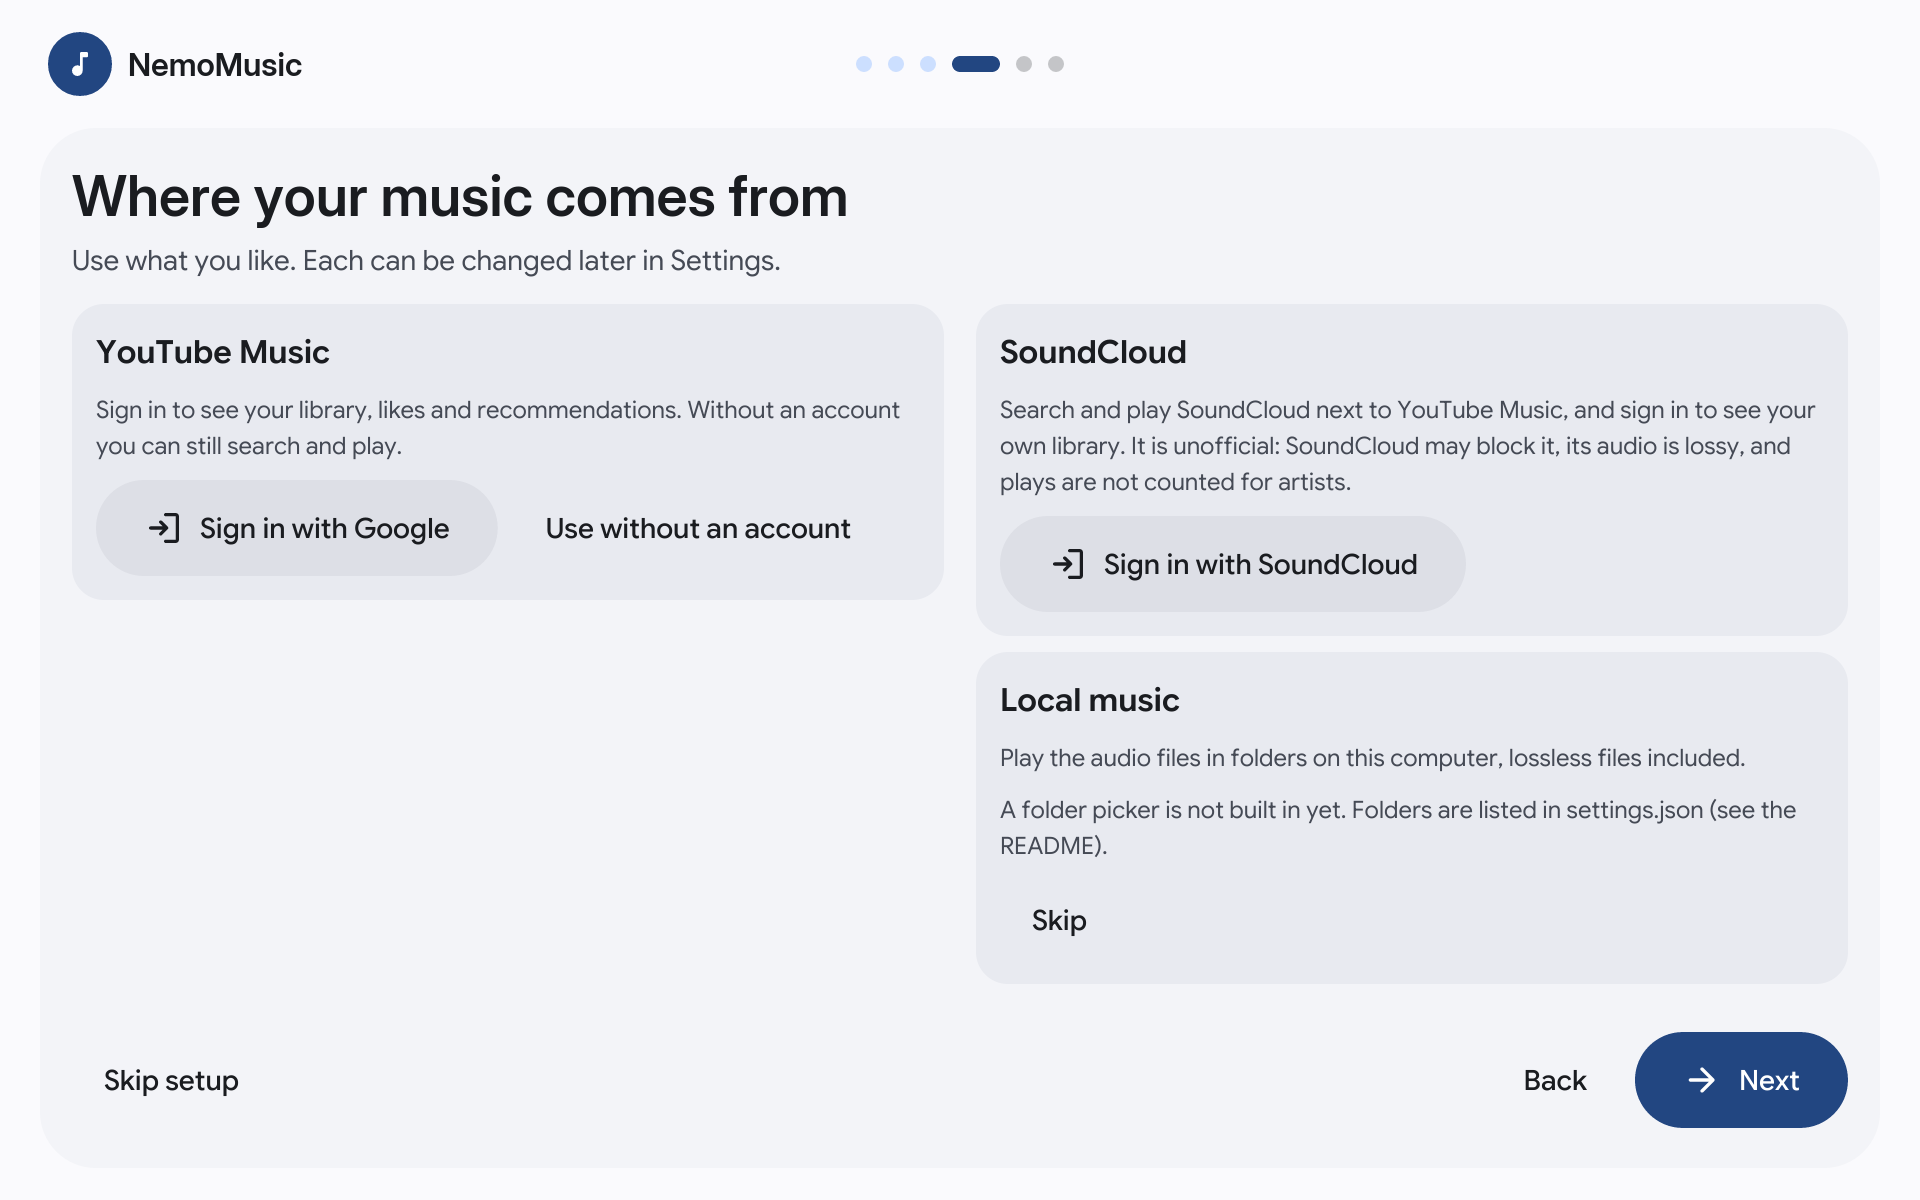 NemoMusic
Where your music comes from
Use what you like. Each can be changed later in Settings.
YouTube Music
Sign in to see your library, likes and recommendations. Without an account
you can still search and play.
Sign in with Google
Use without an account
SoundCloud
Search and play SoundCloud next to YouTube Music, and sign in to see your
own library. It is unofficial: SoundCloud may block it, its audio is lossy, and
plays are not counted for artists.
Sign in with SoundCloud
Local music
Play the audio files in folders on this computer, lossless files included.
A folder picker is not built in yet. Folders are listed in settings.json (see the
README).
Skip
Skip setup
Back
Next